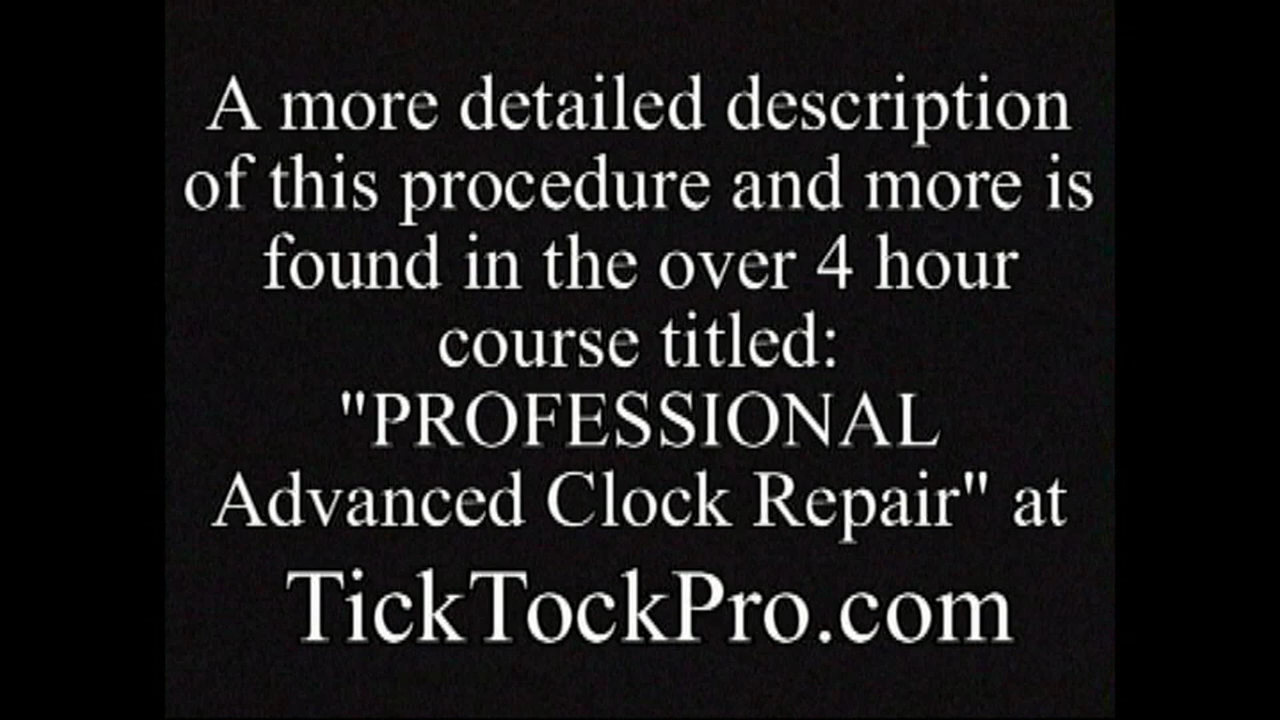 A more detailed description
of this procedure and more is
found in the over 4 hour
course titled:
"PROFESSIONAL
Advanced Clock Repair" at
TickTockPro.com